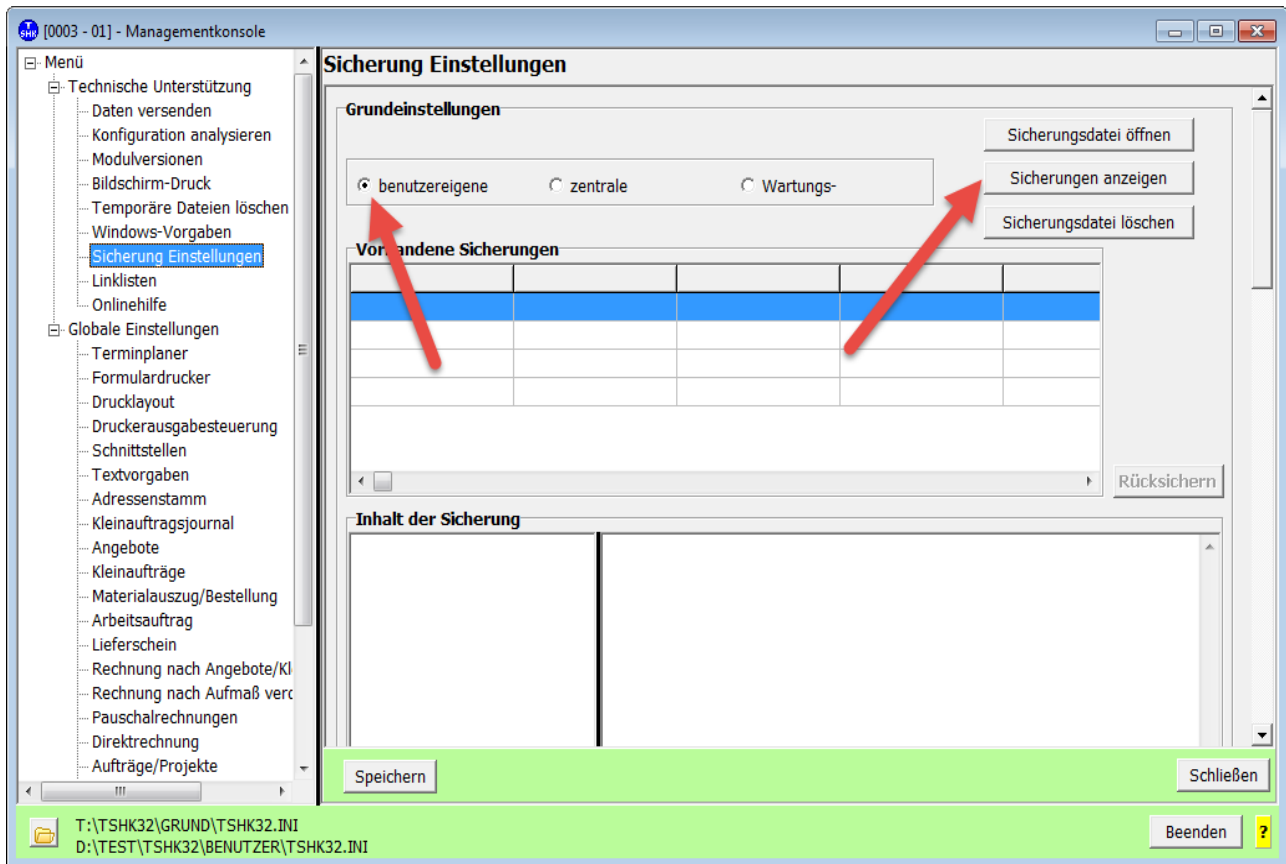 T
SHK
[0003 - 01] - Managementkonsole
Menü
Technische Unterstützung
Daten versenden
Konfiguration analysieren
Modulversionen
Bildschirm-Druck
Temporäre Dateien löschen
Windows-Vorgaben
Sicherung Einstellungen
Linklisten
Onlinehilfe
Globale Einstellungen
Terminplaner
Formulardrucker
Drucklayout
Druckerausgabesteuerung
Schnittstellen
Textvorgaben
Adressenstamm
Kleinauftragsjournal
Angebote
Kleinaufträge
Materialauszug/Bestellung
Arbeitsauftrag
Lieferschein
Rechnung nach Angebote/Kl
Rechnung nach Aufmaß verd
Pauschalrechnungen
Direktrechnung
Aufträge/Projekte
Sicherung Einstellungen
Grundeinstellungen
Sicherungsdatei öffnen
benutzereigene zentrale Wartungs-
Sicherungen anzeigen
Sicherungsdatei löschen
Vorhandene Sicherungen
Rücksichern
Inhalt der Sicherung
Speichern
Schließen
T:\TSHK32\GRUND\TSHK32.INI
D:\TEST\TSHK32\BENUTZER\TSHK32.INI
Beenden ?